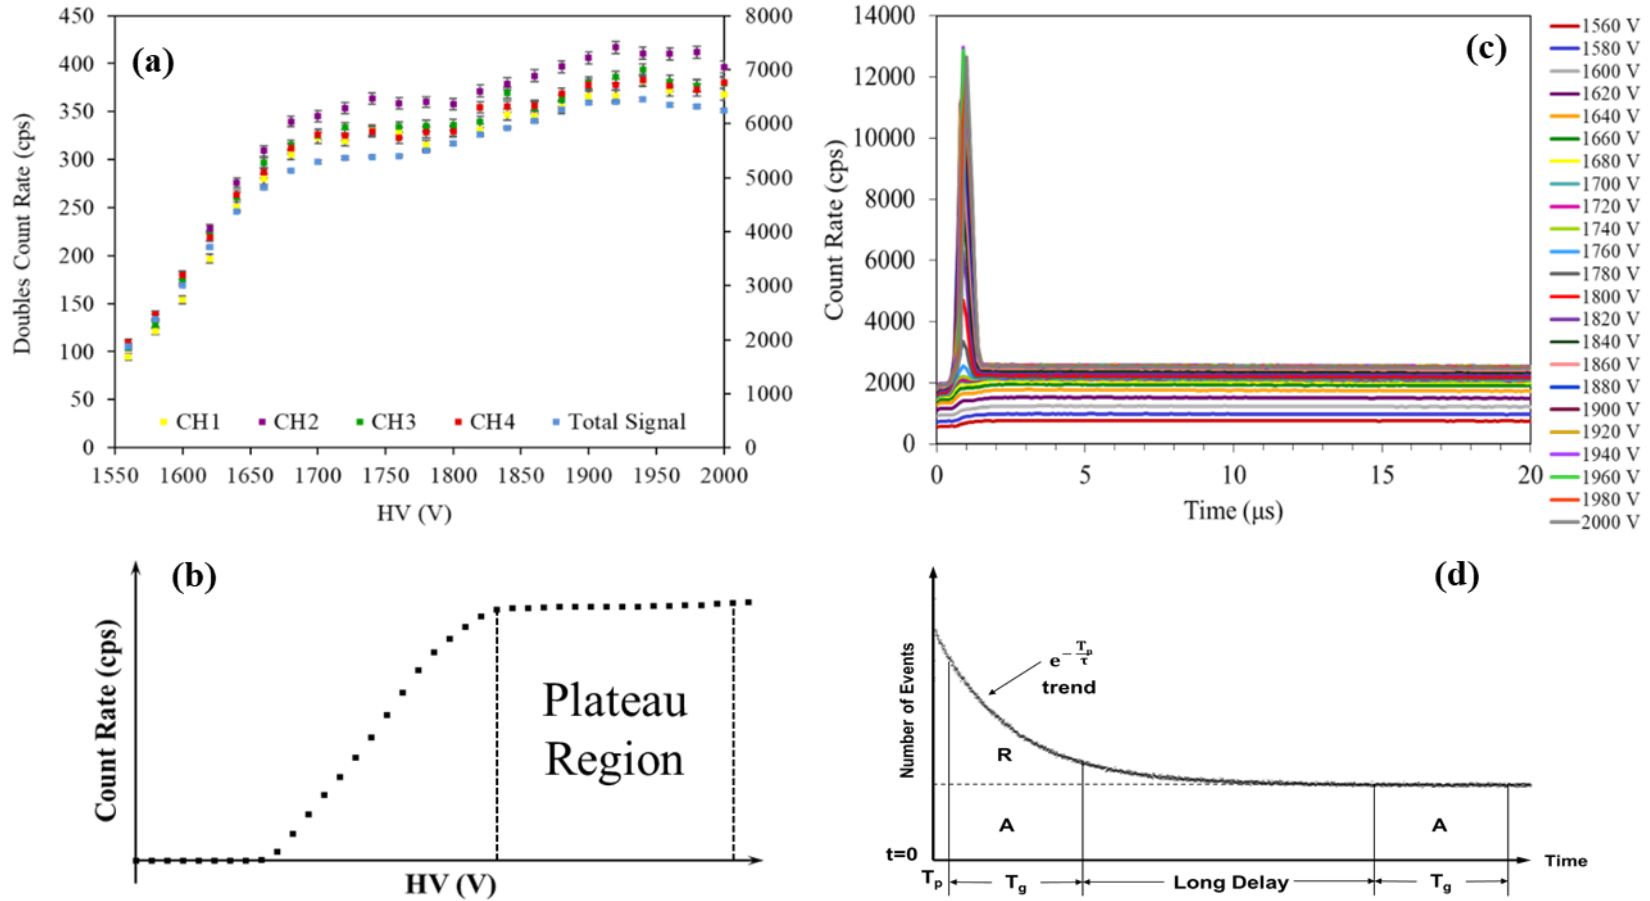 (a)
450
400
350
300
250
200
150
100
50
0
8000
7000
6000
5000
4000
3000
2000
1000
0
Doubles Count Rate (cps)
CH1 CH2 CH3 CH4 Total Signal
1550 1600 1650 1700 1750 1800 1850 1900 1950 2000
HV (V)
(c)
14000
12000
10000
8000
6000
4000
2000
0
Count Rate (cps)
0 5 10 15 20
Time (μs)
1560 V
1580 V
1600 V
1620 V
1640 V
1660 V
1680 V
1700 V
1720 V
1740 V
1760 V
1780 V
1800 V
1820 V
1840 V
1860 V
1880 V
1900 V
1920 V
1940 V
1960 V
1980 V
2000 V
(b)
Count Rate (cps)
Plateau
Region
HV (V)
(d)
Number of Events
e^{-Tp/τ}
trend
R
A A
t=0
Time
Tp Tg Long Delay Tg